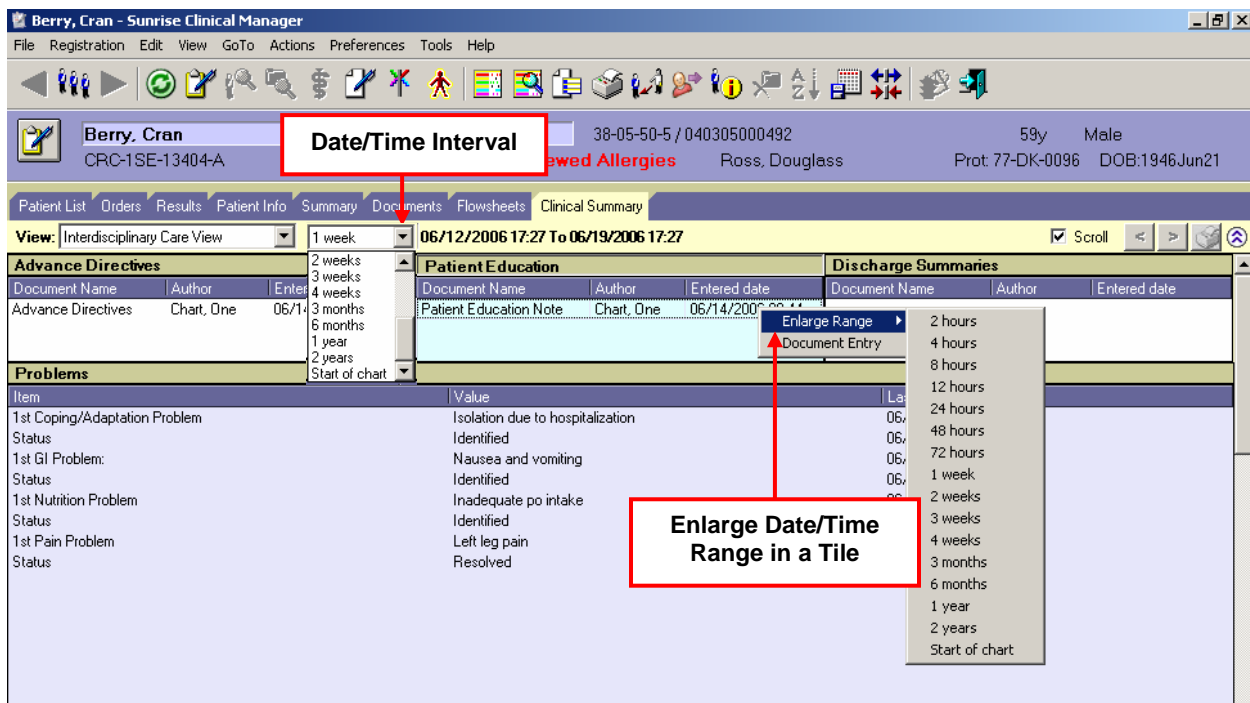 Berry, Cran - Sunrise Clinical Manager
File Registration Edit View GoTo Actions Preferences Tools Help
Berry, Cran 38-05-50-5 / 040305000492 59y Male
CRC-1SE-13404-A Allergies Ross, Douglass Prot: 77-DK-0096 DOB:1946Jun21
Date/Time Interval
Patient List Orders Results Patient Info Summary Documents Flowsheets Clinical Summary
View: Interdisciplinary Care View 1 week 06/12/2006 17:27 To 06/19/2006 17:27 Scroll < >
2 weeks
3 weeks
4 weeks
3 months
6 months
1 year
2 years
Start of chart
Advance Directives Patient Education Discharge Summaries
Document Name Author Document Name Author Entered date Document Name Author Entered date
Advance Directives Chart, One Patient Education Note Chart, One 06/14/2006
Enlarge Range
Document Entry
2 hours
4 hours
8 hours
12 hours
24 hours
48 hours
72 hours
1 week
2 weeks
3 weeks
4 weeks
3 months
6 months
1 year
2 years
Start of chart
Problems
Item Value
1st Coping/Adaptation Problem Isolation due to hospitalization
Status Identified
1st GI Problem: Nausea and vomiting
Status Identified
1st Nutrition Problem Inadequate po intake
Status Identified
1st Pain Problem Left leg pain
Status Resolved
Enlarge Date/Time
Range in a Tile